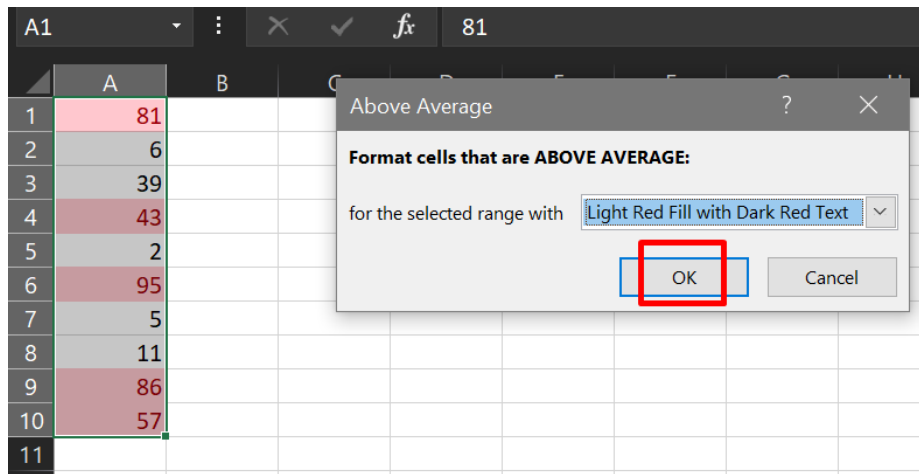 A1 fx 81
A B
Above Average ?
1 81
2 6
Format cells that are ABOVE AVERAGE:
3 39
4 43
for the selected range with Light Red Fill with Dark Red Text
5 2
6 95
OK Cancel
7 5
8 11
9 86
10 57
11